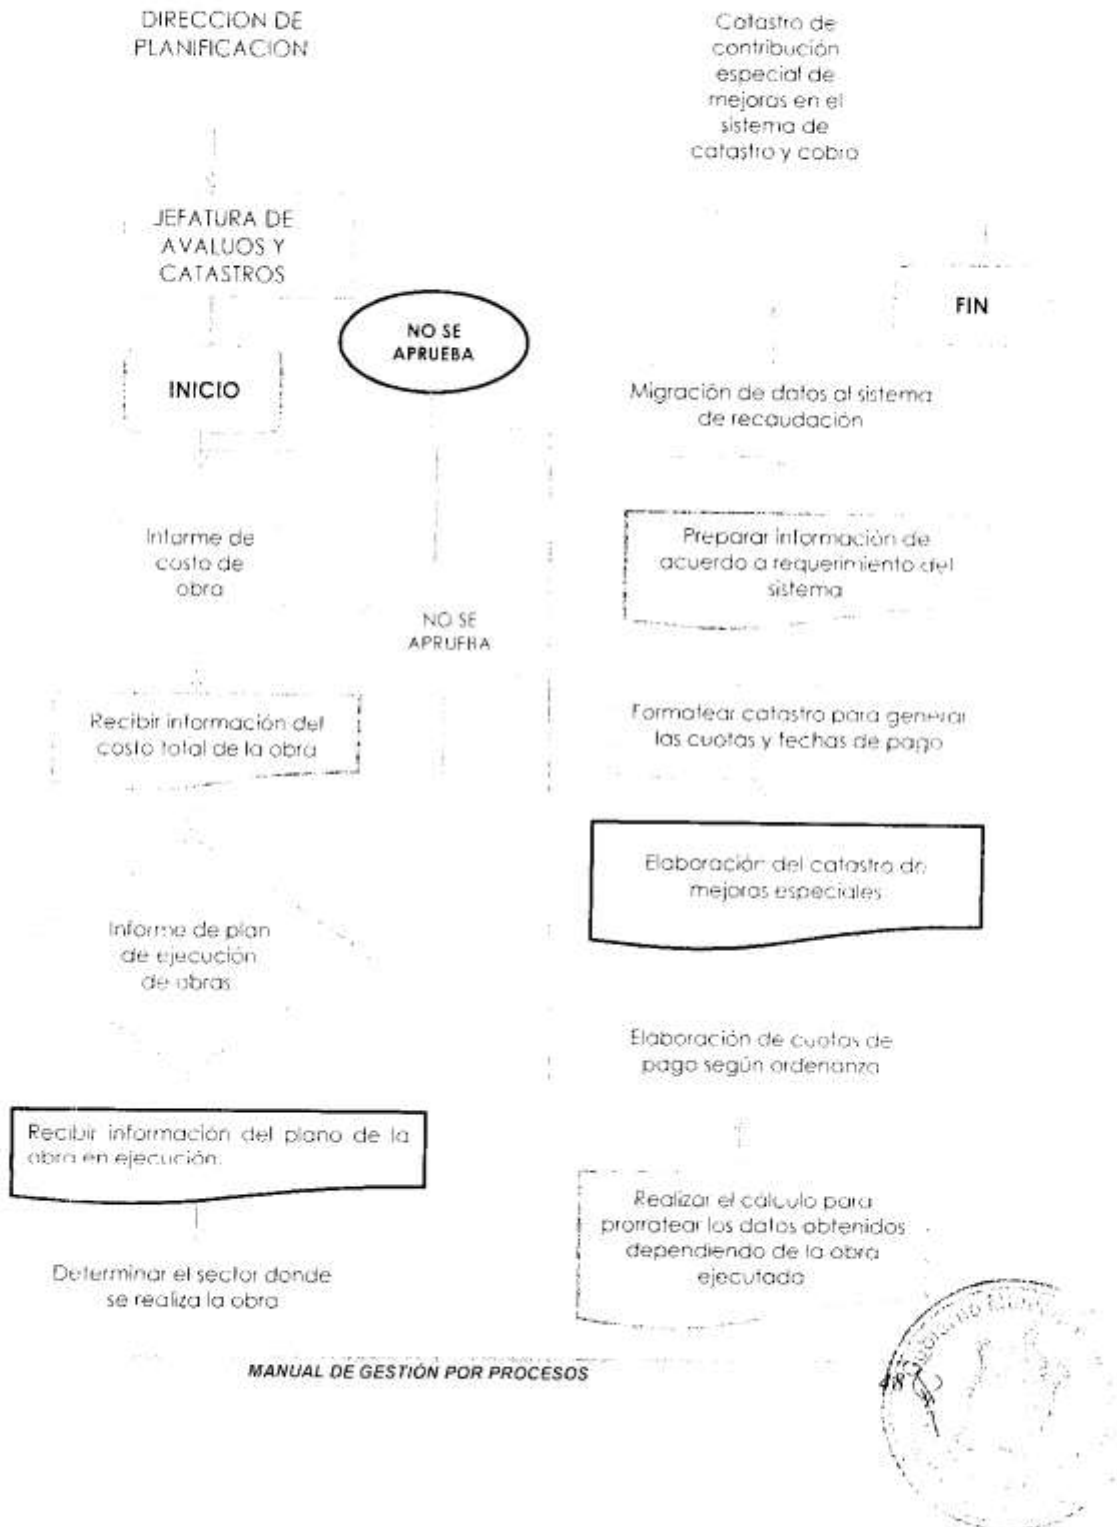 DIRECCION DE
PLANIFICACION
JEFATURA DE
AVALUOS Y
CATASTROS
INICIO
NO SE
APRUEBA
Informe de
costo de
obra
NO SE
APRUEBA
Recibir información del
costo total de la obra
Informe de plan
de ejecución
de obras
Recibir información del plano de la
obra en ejecución.
Determinar el sector donde
se realiza la obra
Catastro de
contribución
especial de
mejoras en el
sistema de
catastro y cobro
FIN
Migración de datos al sistema
de recaudación
Preparar información de
acuerdo a requerimiento del
sistema
Formatear catastro para generar
las cuotas y fechas de pago
Elaboración del catastro de
mejoras especiales
Elaboración de cuotas de
pago según ordenanza
Realizar el cálculo para
prorratear los datos obtenidos
dependiendo de la obra
ejecutada
MANUAL DE GESTIÓN POR PROCESOS